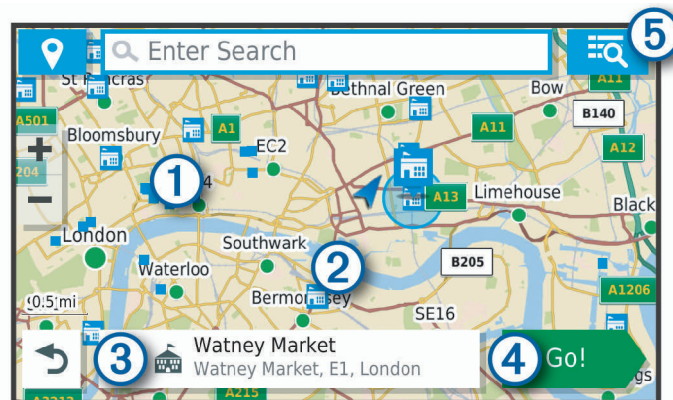 Enter Search
5
St Pancras
Bethnal Green
Bow
A11
A501
B140
Bloomsbury
A1
A11
EC2
A12
204
1
4
A13
Limehouse
Black
London
Southwark
Waterloo
2
B205
0.5 mi
Bermondsey
A1206
SE16
3
Watney Market
Watney Market, E1, London
4
Go!
gs
A3212
A215